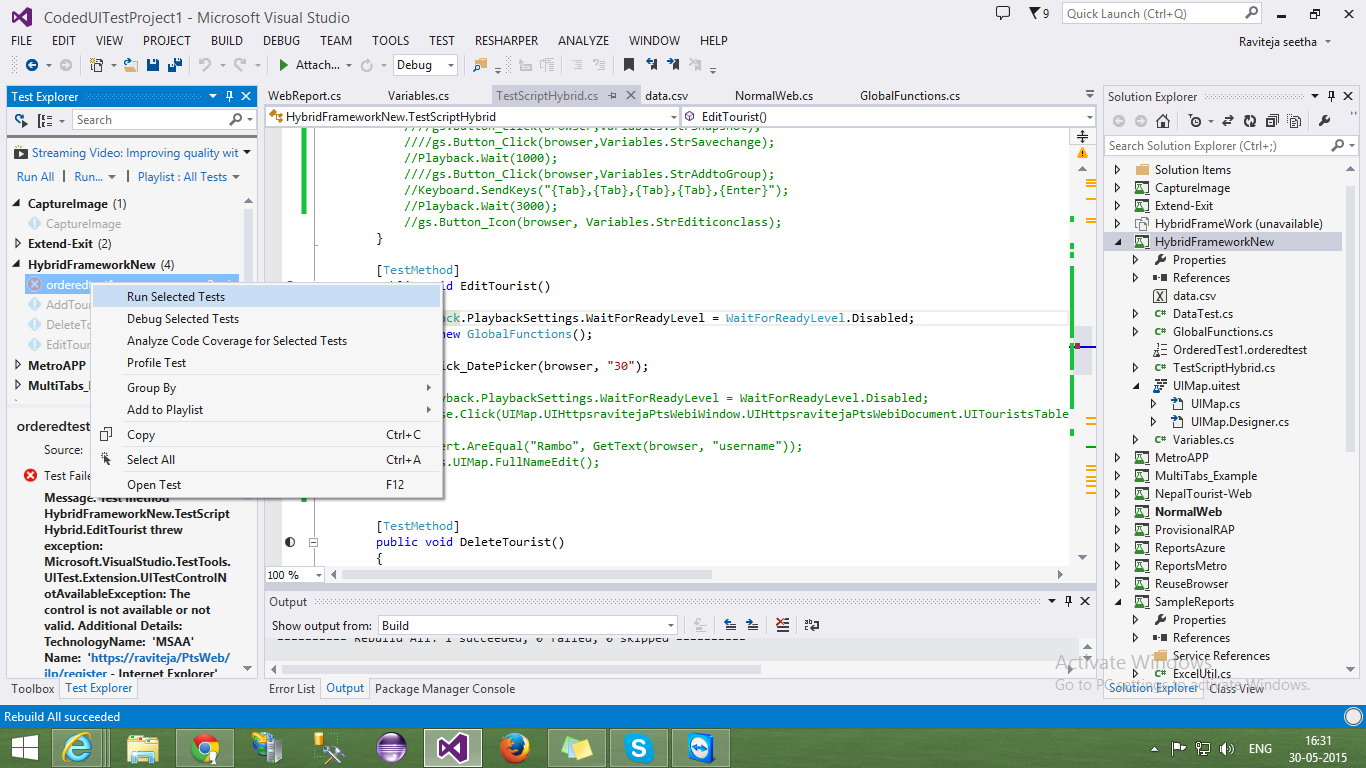 CodedUITestProject1 - Microsoft Visual Studio
9
Quick Launch (Ctrl+Q)
FILE EDIT VIEW PROJECT BUILD DEBUG TEAM TOOLS TEST RESHARPER ANALYZE WINDOW HELP
Raviteja seetha
Attach... Debug
Test Explorer
Search
Streaming Video: Improving quality wit
Run All | Run... | Playlist : All Tests
CaptureImage (1)
CaptureImage
Extend-Exit (2)
HybridFrameworkNew (4)
AddTour
DeleteTo
EditTour
MetroAPP
MultiTabs_
orderedtest
Source:
Test Faile
Message: Test method
HybridFrameworkNew.TestScript
Hybrid.EditTourist threw
exception:
Microsoft.VisualStudio.TestTools.
UITest.Extension.UITestControlN
otAvailableException: The
control is not available or not
valid. Additional Details:
TechnologyName: 'MSAA'
Name: 'https://raviteja/PtsWeb/
ilp/register - Internet Explorer'
Toolbox Test Explorer
Run Selected Tests
Debug Selected Tests
Analyze Code Coverage for Selected Tests
Profile Test
Group By
Add to Playlist
Copy Ctrl+C
Select All Ctrl+A
Open Test F12
WebReport.cs Variables.cs TestScriptHybrid.cs data.csv NormalWeb.cs GlobalFunctions.cs
HybridFrameworkNew.TestScriptHybrid EditTourist()
////gs.Button_Click(browser,Variables.StrSnapshot);
////gs.Button_Click(browser,Variables.StrSavechange);
//Playback.Wait(1000);
////gs.Button_Click(browser,Variables.StrAddtoGroup);
//Keyboard.SendKeys("{Tab},{Tab},{Tab},{Tab},{Enter}");
//Playback.Wait(3000);
//gs.Button_Icon(browser, Variables.StrEditiconclass);
}
[TestMethod]
id EditTourist()
ck.PlaybackSettings.WaitForReadyLevel = WaitForReadyLevel.Disabled;
new GlobalFunctions();
ick_DatePicker(browser, "30");
yback.PlaybackSettings.WaitForReadyLevel = WaitForReadyLevel.Disabled;
se.Click(UIMap.UIHttpsravitejaPtsWebiWindow.UIHttpsravitejaPtsWebiDocument.UITouristsTable
ert.AreEqual("Rambo", GetText(browser, "username"));
s.UIMap.FullNameEdit();
[TestMethod]
public void DeleteTourist()
{
100 %
Output
Show output from: Build
========== Rebuild All: 1 succeeded, 0 failed, 0 skipped ==========
Error List Output Package Manager Console
Solution Explorer
Search Solution Explorer (Ctrl+;)
Solution Items
CaptureImage
Extend-Exit
HybridFrameWork (unavailable)
HybridFrameworkNew
Properties
References
data.csv
DataTest.cs
GlobalFunctions.cs
OrderedTest1.orderedtest
TestScriptHybrid.cs
UIMap.uitest
UIMap.cs
UIMap.Designer.cs
Variables.cs
MetroAPP
MultiTabs_Example
NepalTourist-Web
NormalWeb
ProvisionalRAP
ReportsAzure
ReportsMetro
ReuseBrowser
SampleReports
Properties
References
Service References
ExcelUtil.cs
Solution Explorer Class View
Activate Windows
Go to PC settings to activate Windows.
Rebuild All succeeded
ENG
16:31
30-05-2015